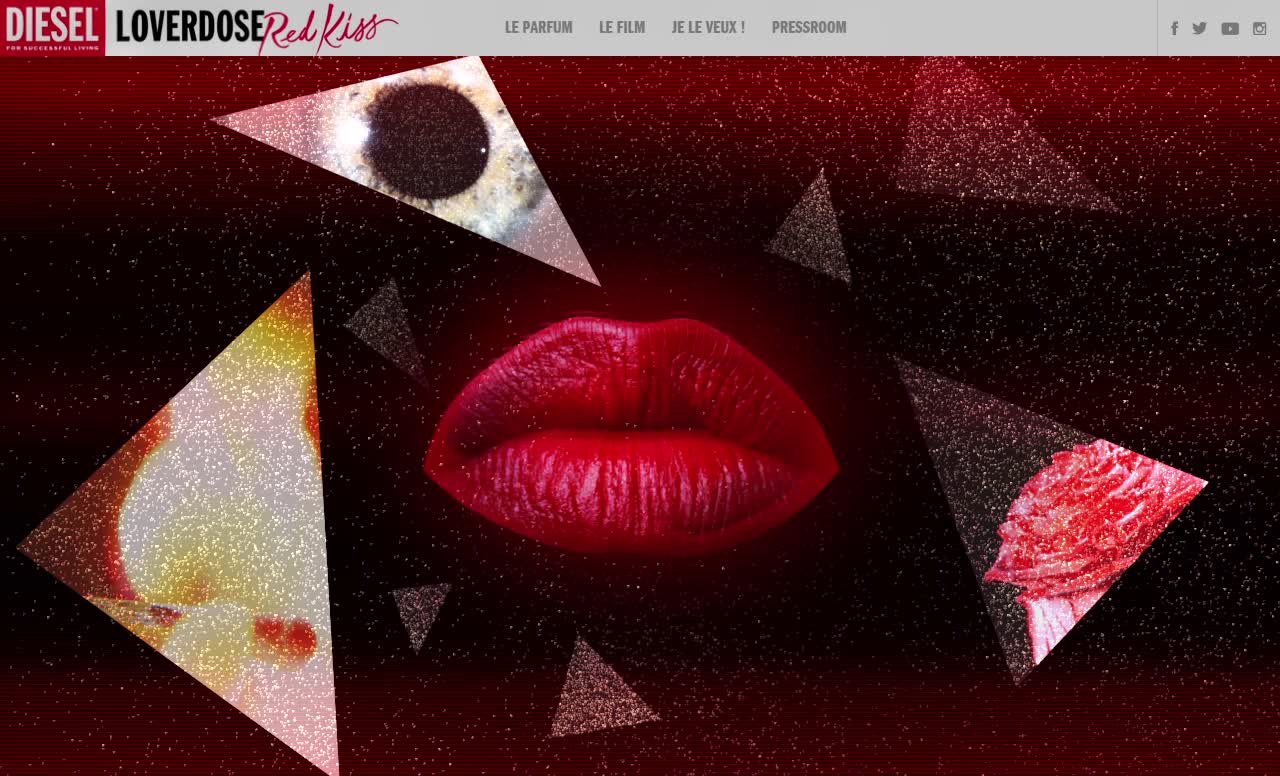 DIESEL
FOR SUCCESSFUL LIVING
LOVERDOSE Red Kiss
LE PARFUM LE FILM JE LE VEUX ! PRESSROOM